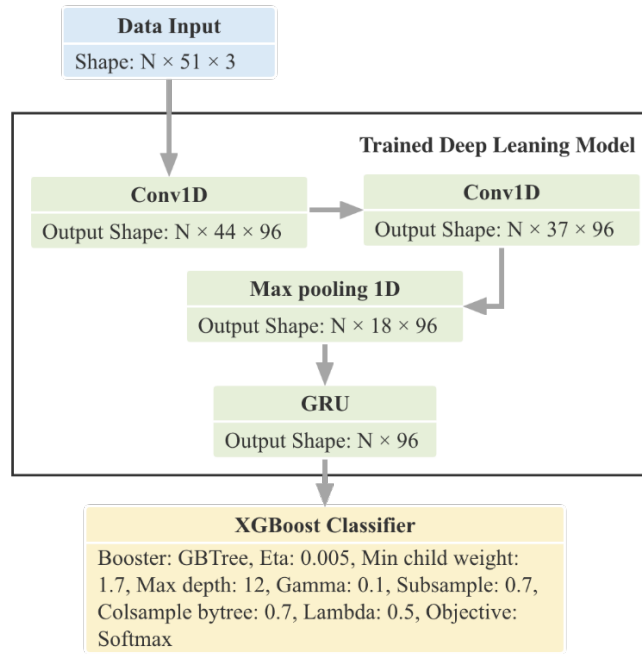 Data Input
Shape: N × 51 × 3
Trained Deep Leaning Model
Conv1D
Output Shape: N × 44 × 96
Conv1D
Output Shape: N × 37 × 96
Max pooling 1D
Output Shape: N × 18 × 96
GRU
Output Shape: N × 96
XGBoost Classifier
Booster: GBTree, Eta: 0.005, Min child weight:
1.7, Max depth: 12, Gamma: 0.1, Subsample: 0.7,
Colsample bytree: 0.7, Lambda: 0.5, Objective:
Softmax